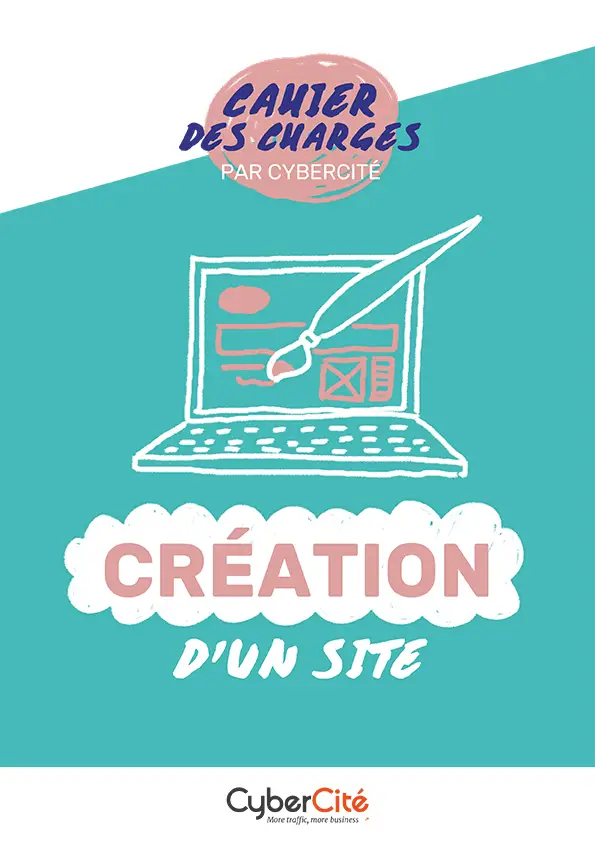 CAHIER
DES CHARGES
PAR CYBERCITÉ
CRÉATION
D'UN SITE
CyberCité
More traffic, more business